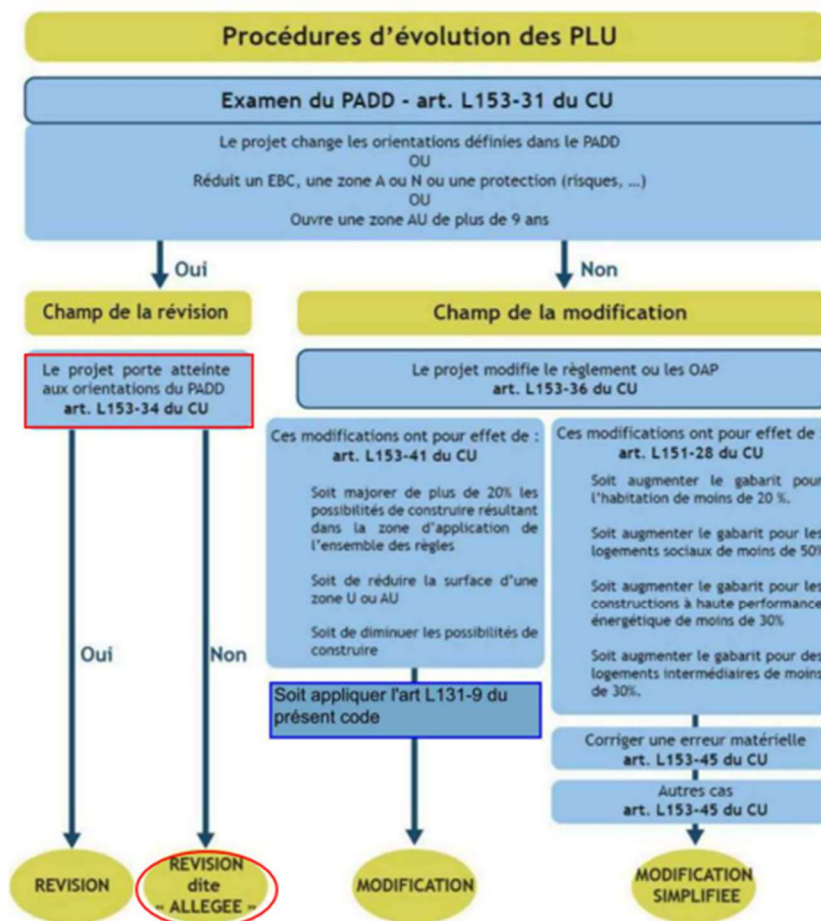 Procédures d’évolution des PLU
Examen du PADD - art. L153-31 du CU
Le projet change les orientations définies dans le PADD
OU
Réduit un EBC, une zone A ou N ou une protection (risques, ...)
OU
Ouvre une zone AU de plus de 9 ans
Oui
Non
Champ de la révision
Champ de la modification
Le projet porte atteinte
aux orientations du PADD
art. L153-34 du CU
Le projet modifie le règlement ou les OAP
art. L153-36 du CU
Ces modifications ont pour effet de :
art. L153-41 du CU
Soit majorer de plus de 20% les
possibilités de construire résultant
dans la zone d’application de
l’ensemble des règles
Soit de réduire la surface d’une
zone U ou AU
Soit de diminuer les possibilités de
construire
Soit appliquer l'art L131-9 du
présent code
Ces modifications ont pour effet de :
art. L151-28 du CU
Soit augmenter le gabarit pour
l’habitation de moins de 20 %.
Soit augmenter le gabarit pour les
logements sociaux de moins de 50%
Soit augmenter le gabarit pour les
constructions à haute performance
énergétique de moins de 30%
Soit augmenter le gabarit pour des
logements intermédiaires de moins
de 30%.
Corriger une erreur matérielle
art. L153-45 du CU
Autres cas
art. L153-45 du CU
Oui
Non
REVISION
REVISION
dite
« ALLEGEE »
MODIFICATION
MODIFICATION
SIMPLIFIEE